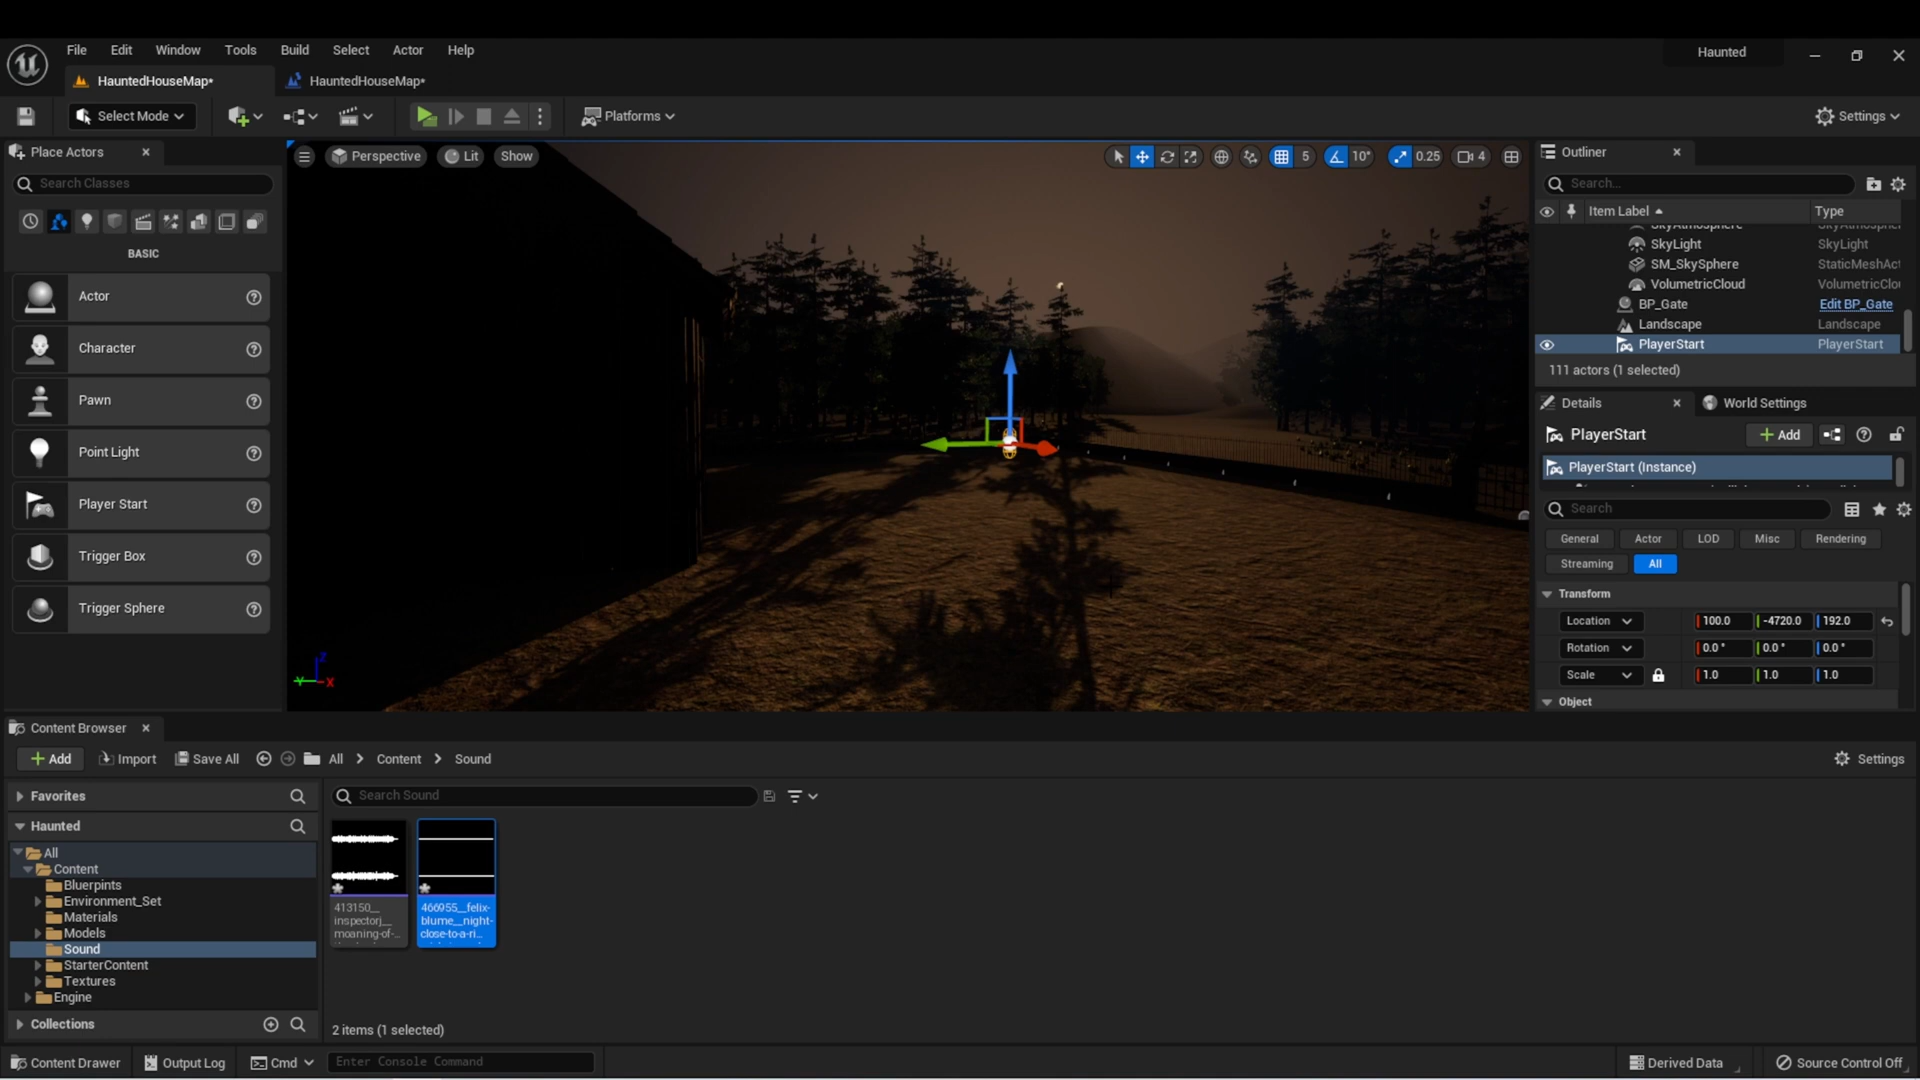 File Edit Window Tools Build Select Actor Help
Haunted
HauntedHouseMap*
HauntedHouseMap*
Select Mode
Platforms
Settings
Place Actors
Search Classes
BASIC
Actor
Character
Pawn
Point Light
Player Start
Trigger Box
Trigger Sphere
Perspective
Lit
Show
5
10°
0.25
4
Z
Y
X
Outliner
Search...
Item Label
Type
SkyAtmosphere
SkyLight SkyLight
SM_SkySphere StaticMeshAct
VolumetricCloud VolumetricClou
BP_Gate Edit BP_Gate
Landscape Landscape
PlayerStart PlayerStart
111 actors (1 selected)
Details
World Settings
PlayerStart
Add
PlayerStart (Instance)
Search
General Actor LOD Misc Rendering
Streaming All
Transform
Location 100.0 -4720.0 192.0
Rotation 0.0° 0.0° 0.0°
Scale 1.0 1.0 1.0
Object
Content Browser
Add Import Save All All Content Sound
Settings
Favorites
Haunted
All
Content
Bluerpints
Environment_Set
Materials
Models
Sound
StarterContent
Textures
Engine
Collections
Search Sound
413150__
inspectorj__
moaning-of-
466955__felix-
blume__night-
close-to-a-ri...
2 items (1 selected)
Content Drawer Output Log Cmd Enter Console Command
Derived Data Source Control Off